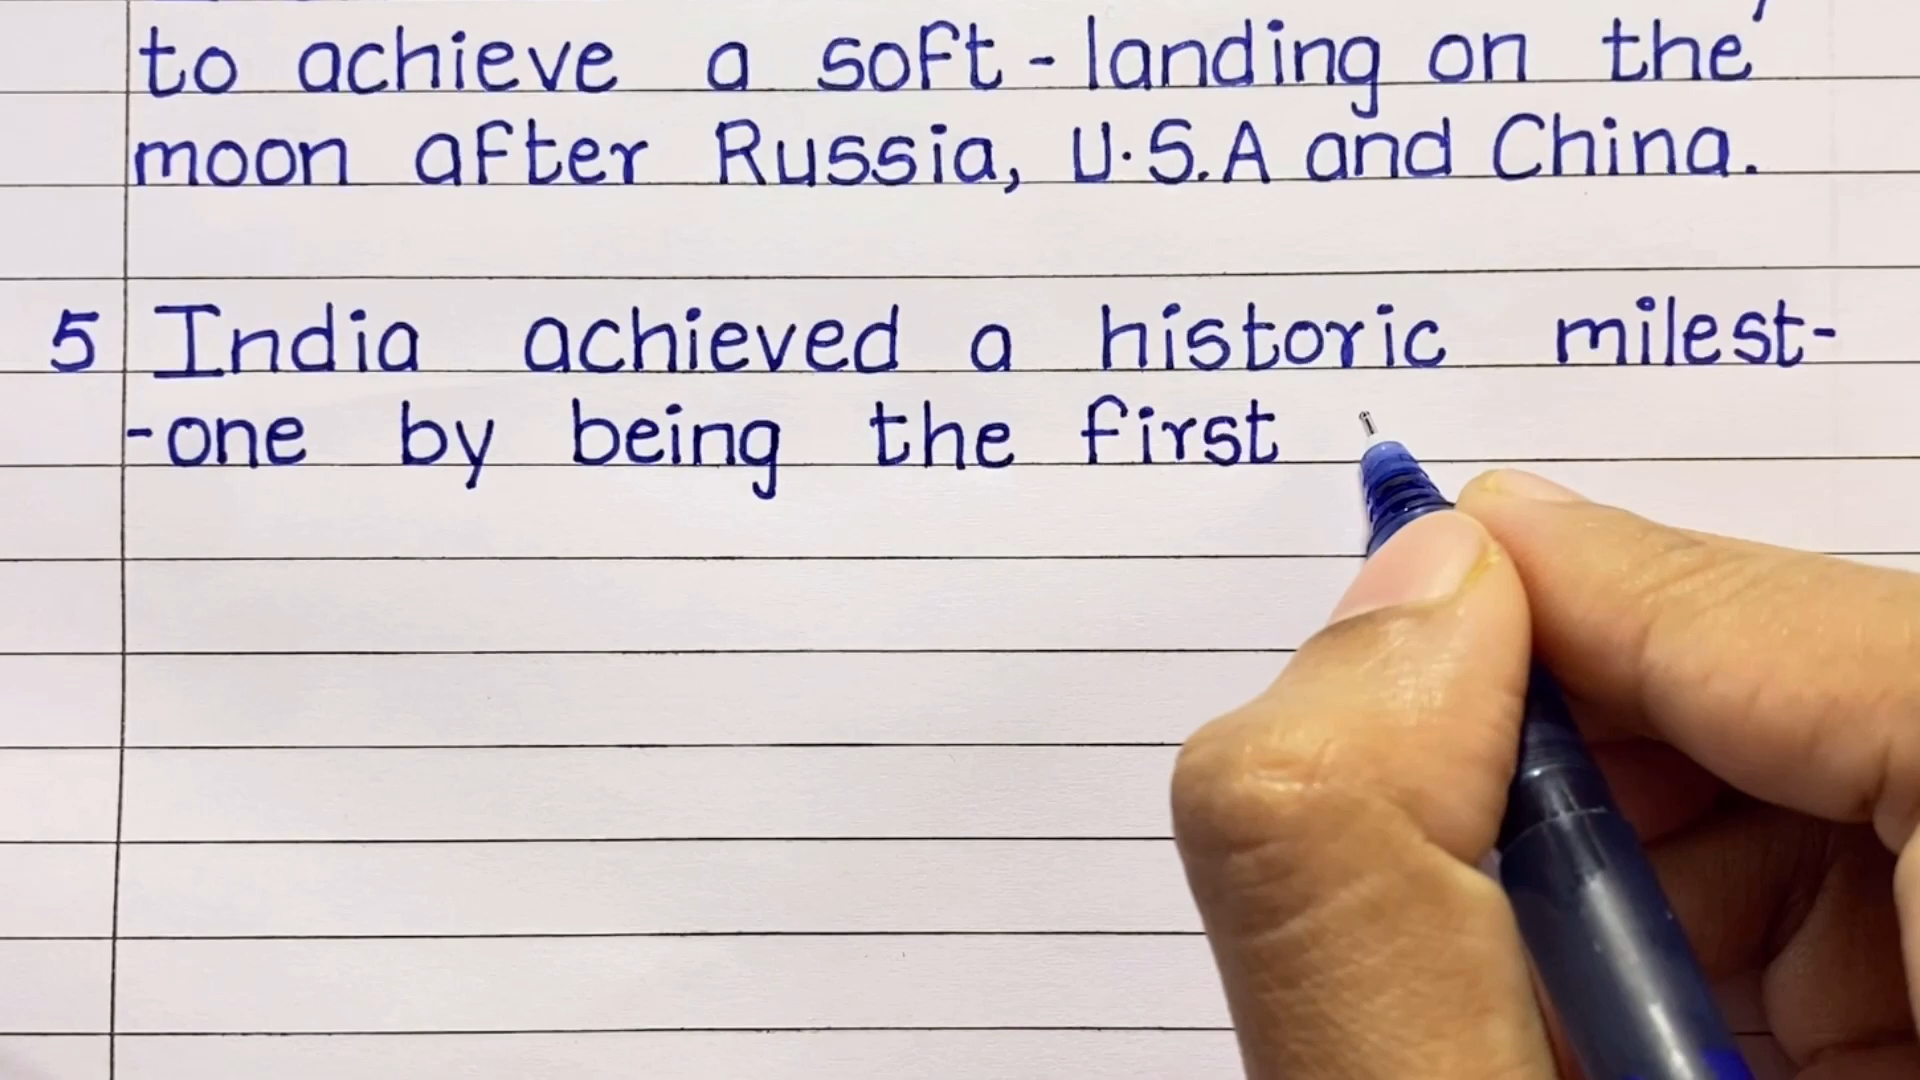 to achieve a soft-landing on the
moon after Russia, U.S.A and China.
5 India achieved a historic milest-
-one by being the first